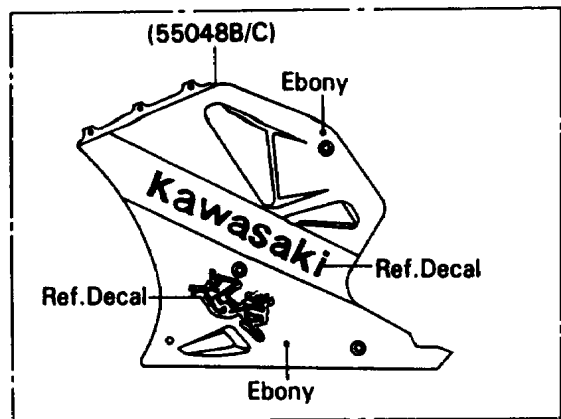 (55048B/C)
Ebony
Kawasaki
Ref.Decal
Ref.Decal
Ebony